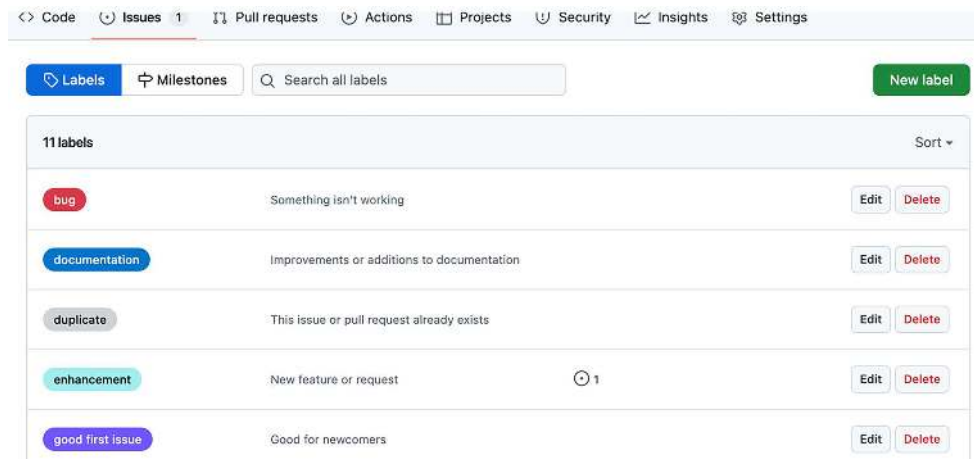 <> Code Issues 1 Pull requests Actions Projects Security Insights Settings
Labels Milestones Search all labels New label
11 labels Sort
bug Something isn't working Edit Delete
documentation Improvements or additions to documentation Edit Delete
duplicate This issue or pull request already exists Edit Delete
enhancement New feature or request 1 Edit Delete
good first issue Good for newcomers Edit Delete